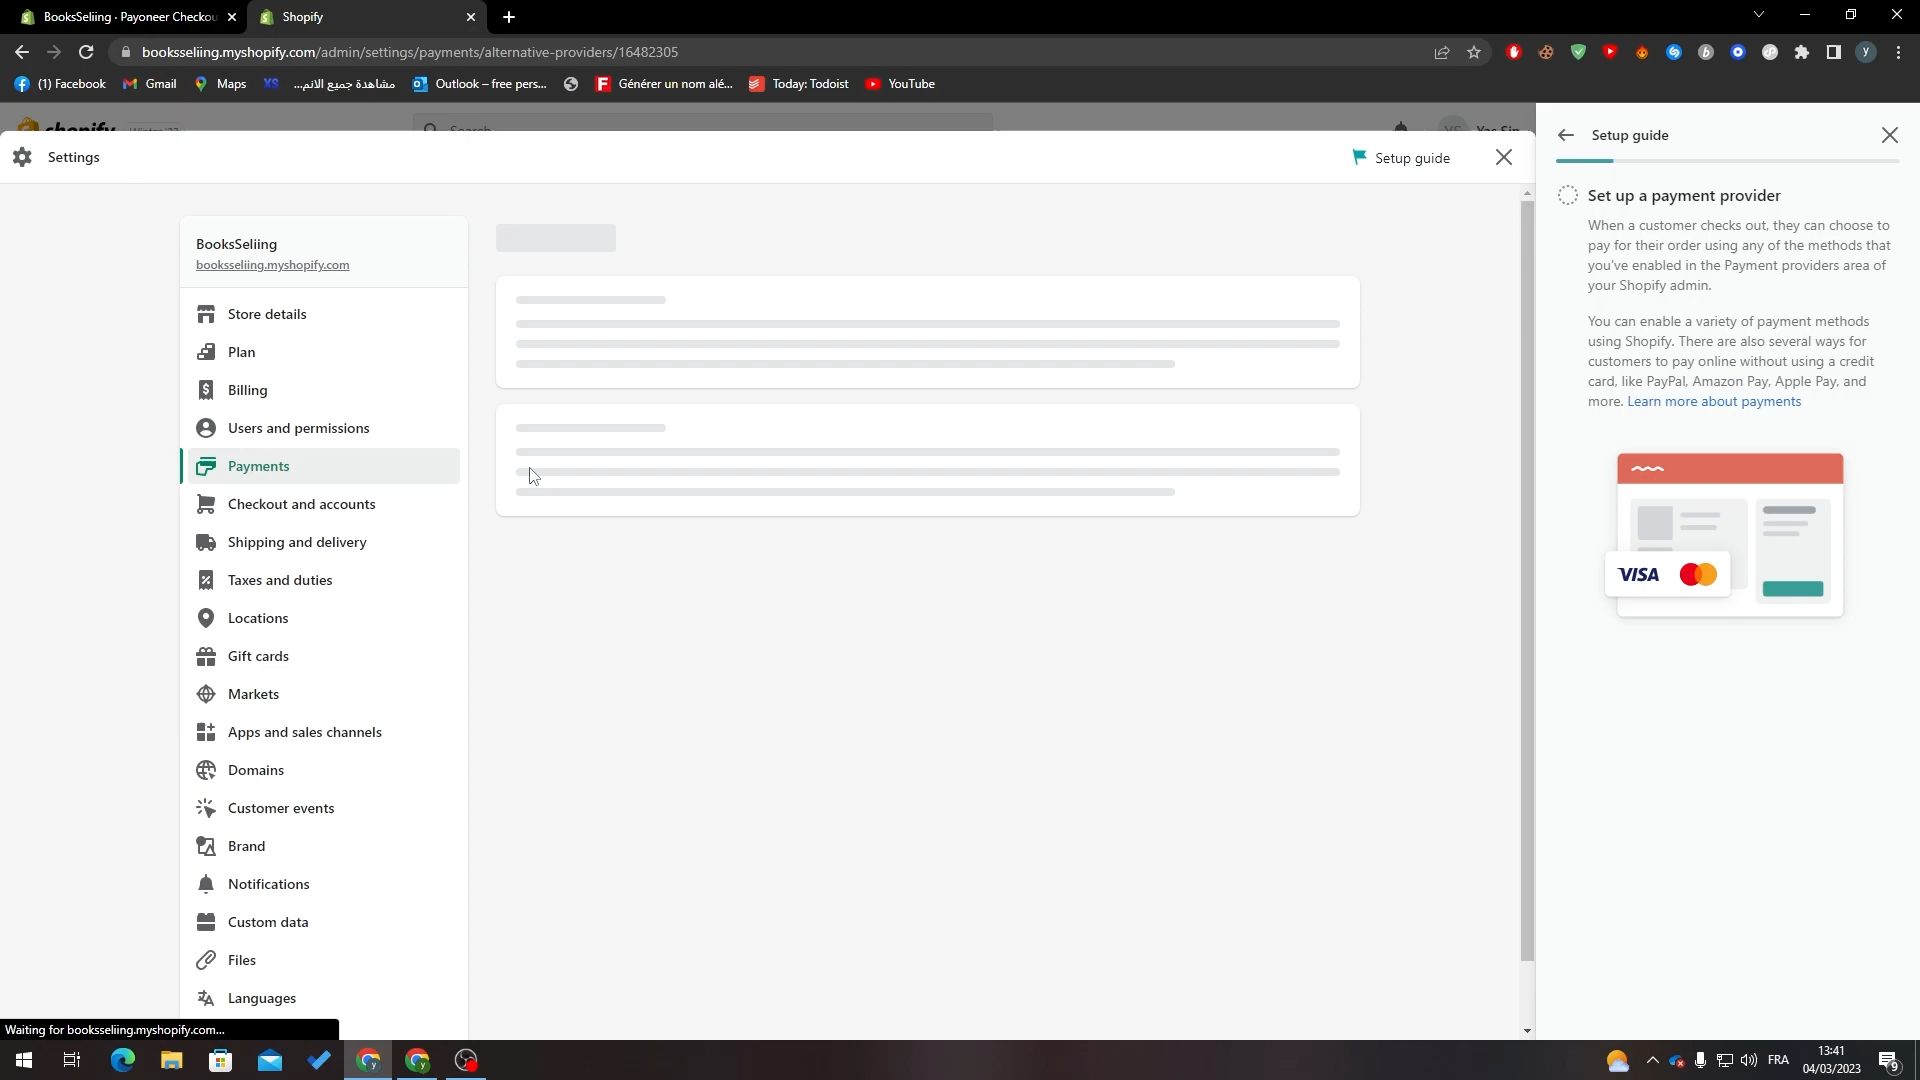 BooksSeliing · Payoneer Checkou
Shopify
booksseliing.myshopify.com/admin/settings/payments/alternative-providers/16482305
(1) Facebook
Gmail
Maps
XS
مشاهدة جميع الانم...
Outlook – free pers...
Générer un nom alé...
Today: Todoist
YouTube
shopify
Search
Settings
Setup guide
BooksSeliing
booksseliing.myshopify.com
Store details
Plan
Billing
Users and permissions
Payments
Checkout and accounts
Shipping and delivery
Taxes and duties
Locations
Gift cards
Markets
Apps and sales channels
Domains
Customer events
Brand
Notifications
Custom data
Files
Languages
Setup guide
Set up a payment provider
When a customer checks out, they can choose to
pay for their order using any of the methods that
you've enabled in the Payment providers area of
your Shopify admin.
You can enable a variety of payment methods
using Shopify. There are also several ways for
customers to pay online without using a credit
card, like PayPal, Amazon Pay, Apple Pay, and
more. Learn more about payments
VISA
Waiting for booksseliing.myshopify.com...
FRA
13:41
04/03/2023
9